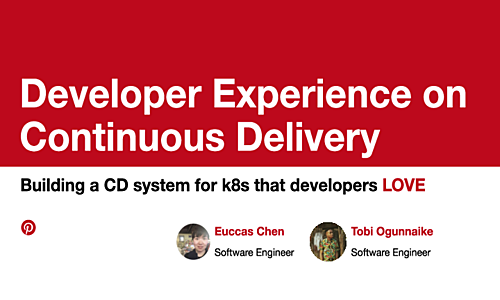 Developer Experience on
Continuous Delivery
Building a CD system for k8s that developers LOVE
Euccas Chen
Software Engineer
Tobi Ogunnaike
Software Engineer